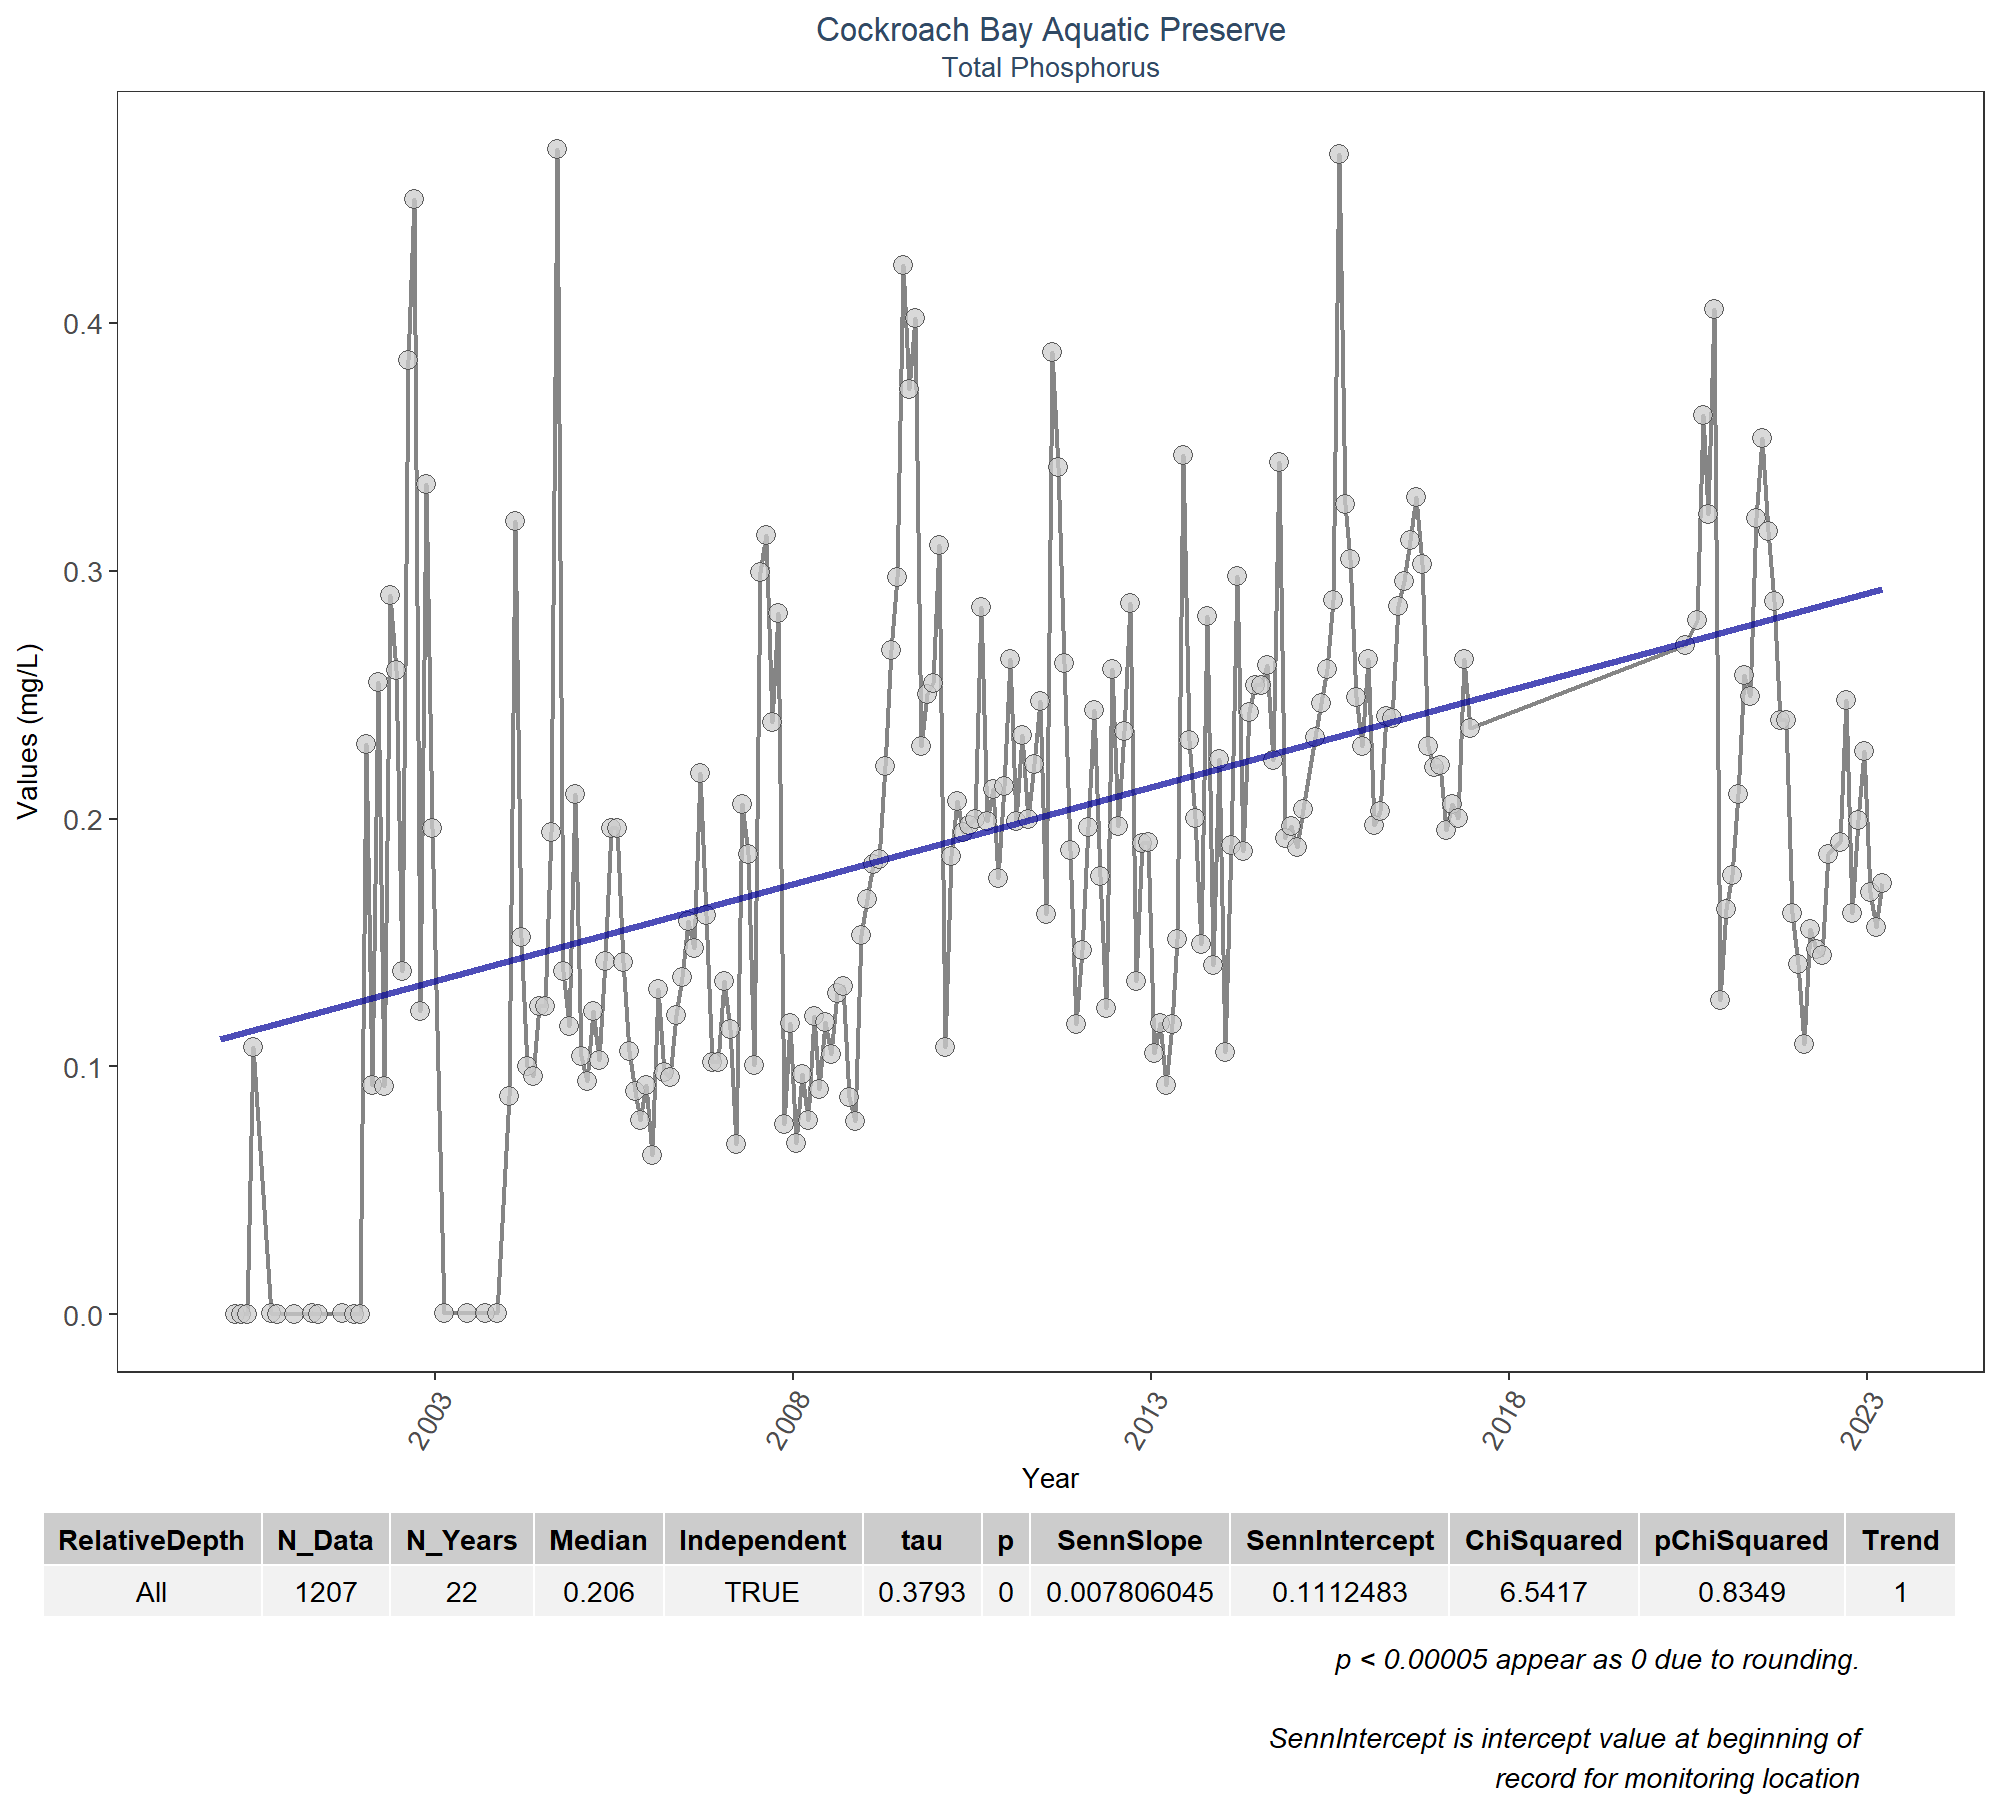 Cockroach Bay Aquatic Preserve
Total Phosphorus
Values (mg/L)
0.4
0.3
0.2
0.1
0.0
2003 2008 2013 2018 2023
Year
RelativeDepth N_Data N_Years Median Independent tau p SennSlope SennIntercept ChiSquared pChiSquared Trend
All 1207 22 0.206 TRUE 0.3793 0 0.007806045 0.1112483 6.5417 0.8349 1
p < 0.00005 appear as 0 due to rounding.
SennIntercept is intercept value at beginning of
record for monitoring location